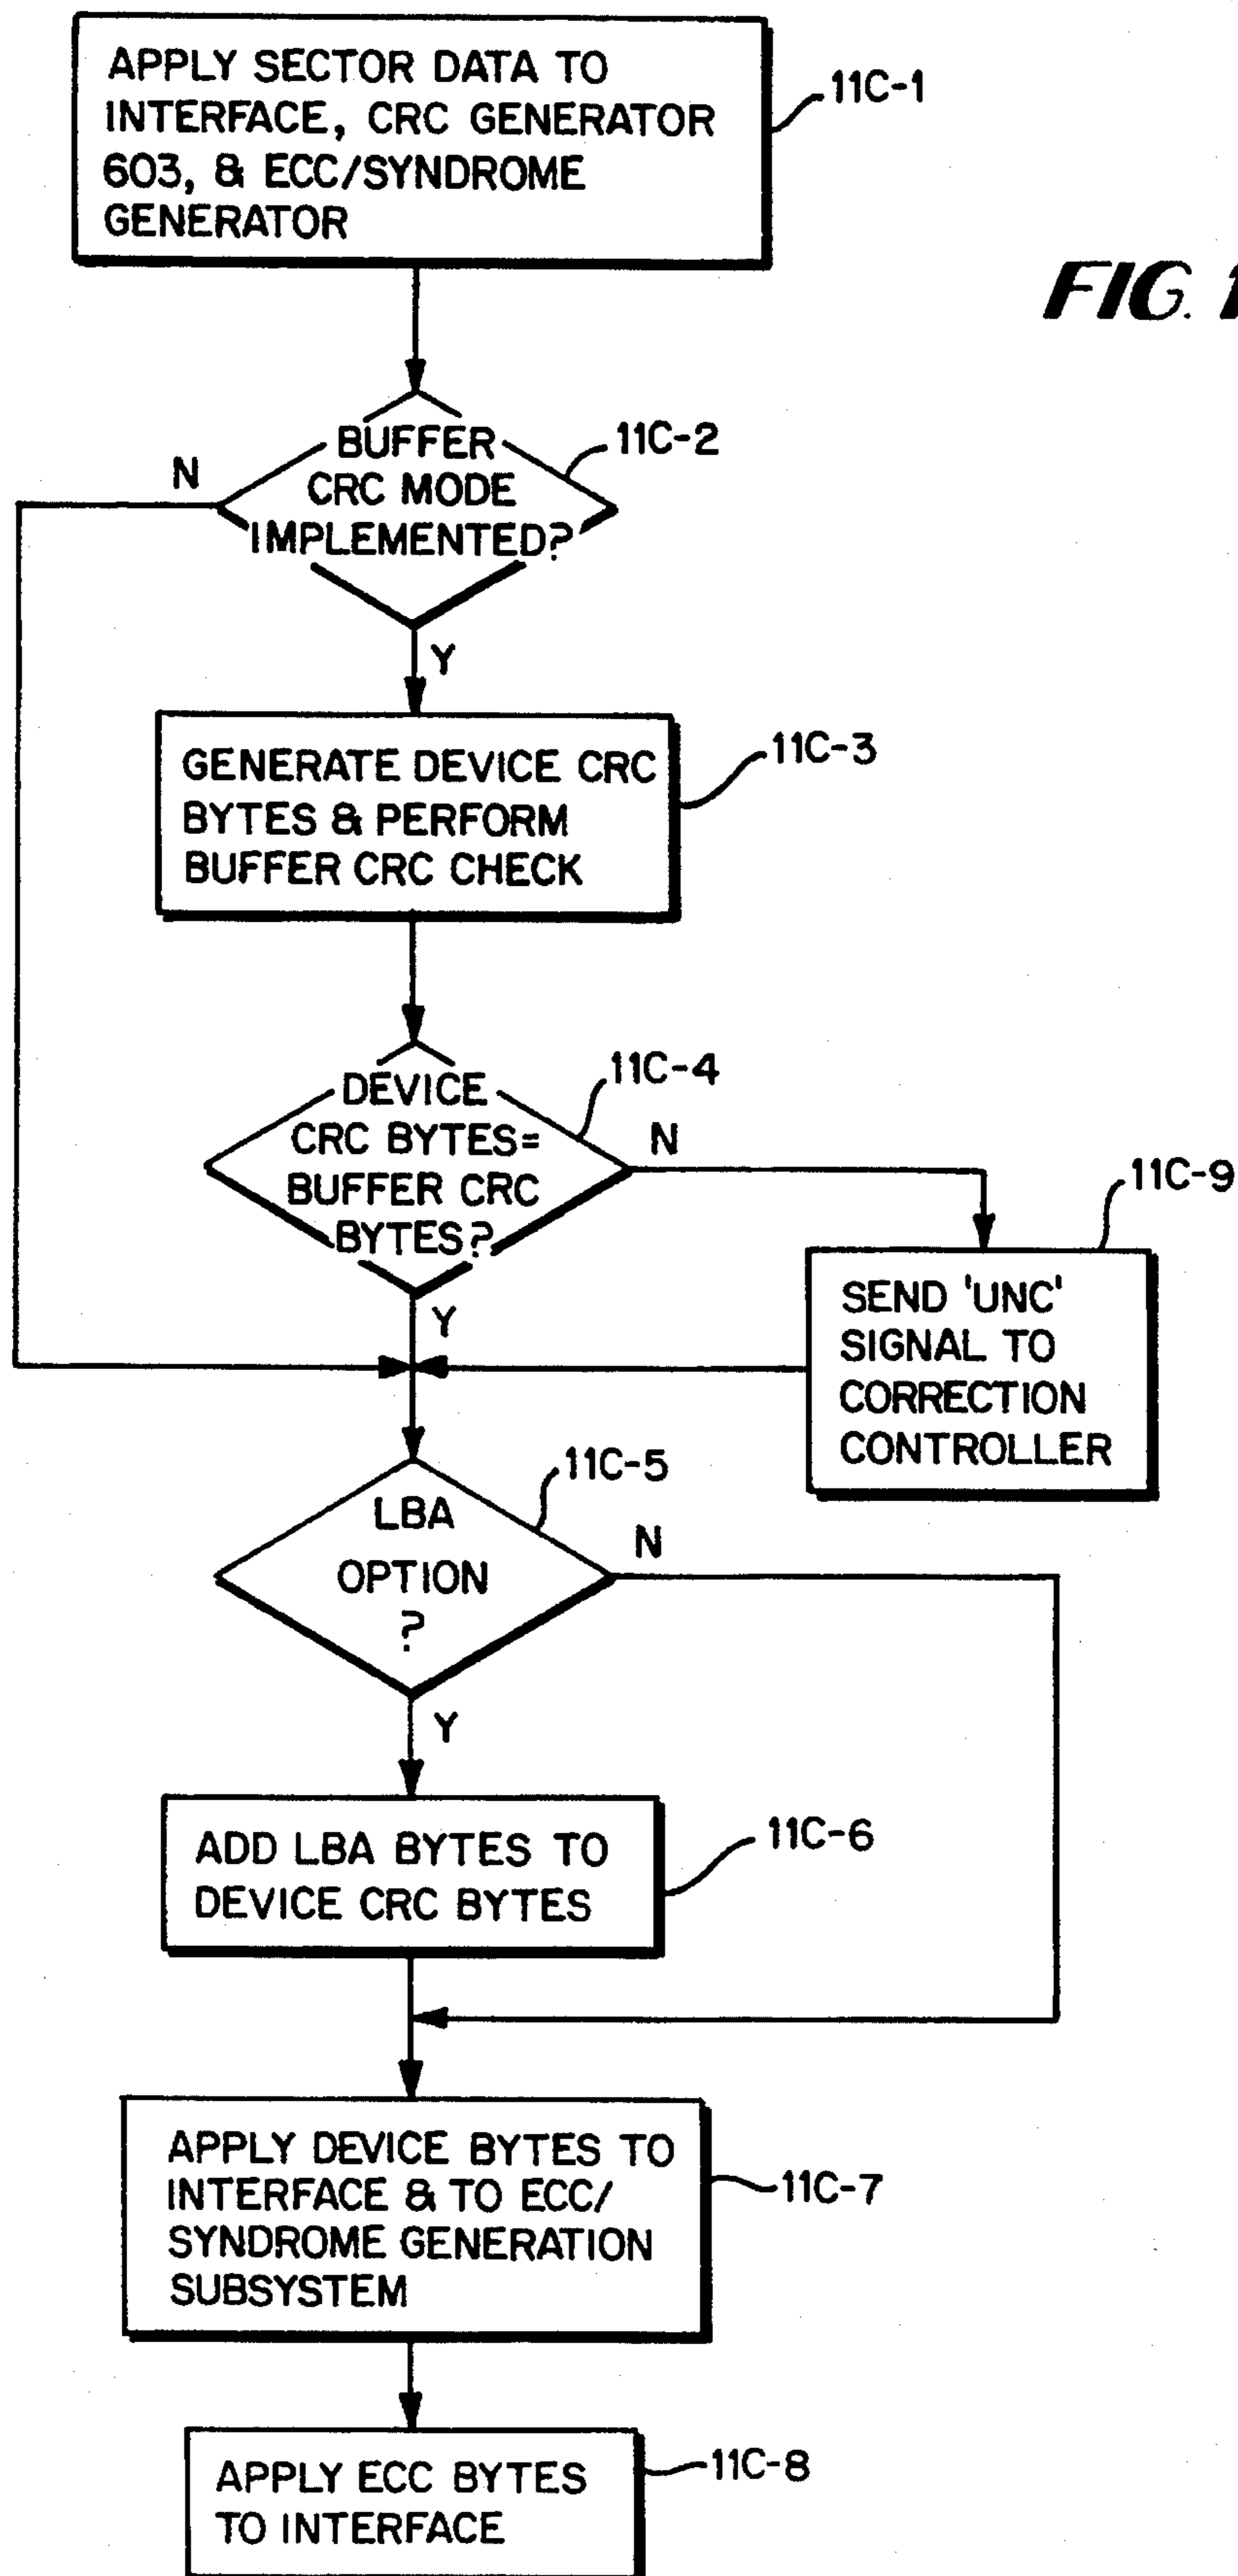 APPLY SECTOR DATA TO
INTERFACE, CRC GENERATOR
603, & ECC/SYNDROME
GENERATOR
11C-1
FIG. 1
BUFFER
CRC MODE
IMPLEMENTED?
11C-2
N
Y
GENERATE DEVICE CRC
BYTES & PERFORM
BUFFER CRC CHECK
11C-3
DEVICE
CRC BYTES=
BUFFER CRC
BYTES?
11C-4
N
Y
SEND 'UNC'
SIGNAL TO
CORRECTION
CONTROLLER
11C-9
LBA
OPTION
?
11C-5
N
Y
ADD LBA BYTES TO
DEVICE CRC BYTES
11C-6
APPLY DEVICE BYTES TO
INTERFACE & TO ECC/
SYNDROME GENERATION
SUBSYSTEM
11C-7
APPLY ECC BYTES
TO INTERFACE
11C-8